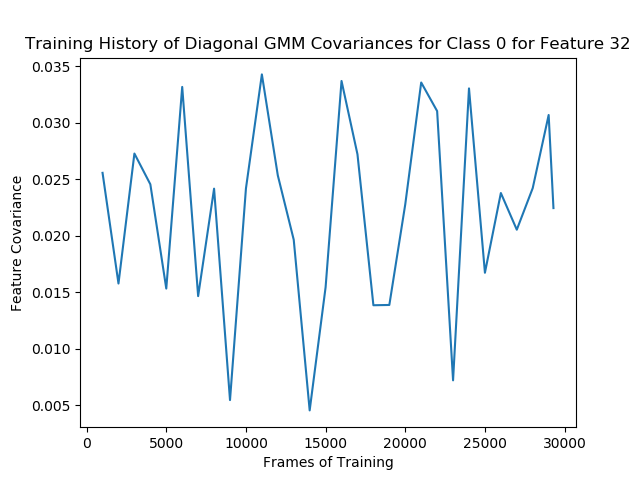 Training History of Diagonal GMM Covariances for Class 0 for Feature 32
0.035
0.030
0.025
0.020
0.015
0.010
0.005
Feature Covariance
0 5000 10000 15000 20000 25000 30000
Frames of Training